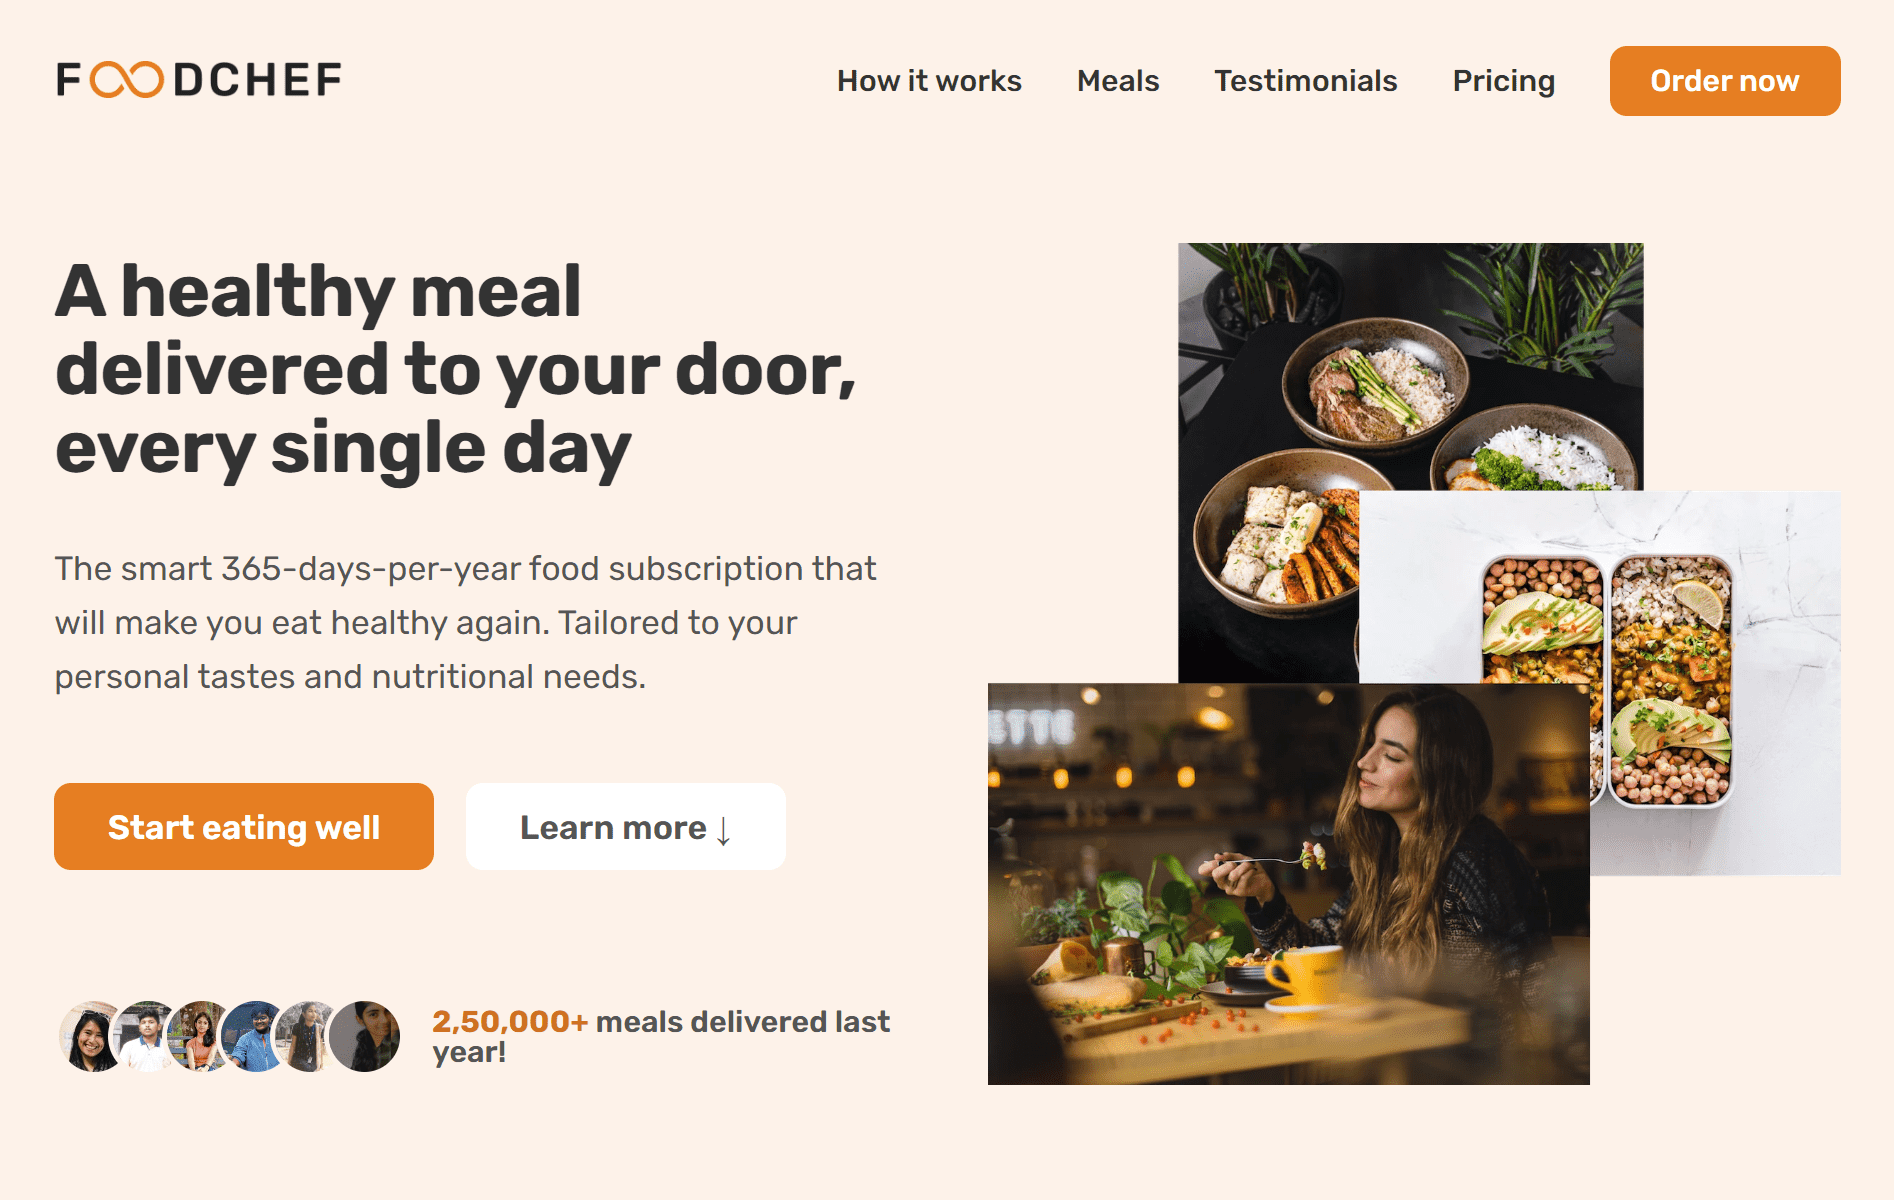 FOODCHEF
How it works
Meals
Testimonials
Pricing
Order now
A healthy meal
delivered to your door,
every single day
The smart 365-days-per-year food subscription that
will make you eat healthy again. Tailored to your
personal tastes and nutritional needs.
Start eating well
Learn more ↓
2,50,000+ meals delivered last
year!
ETTE